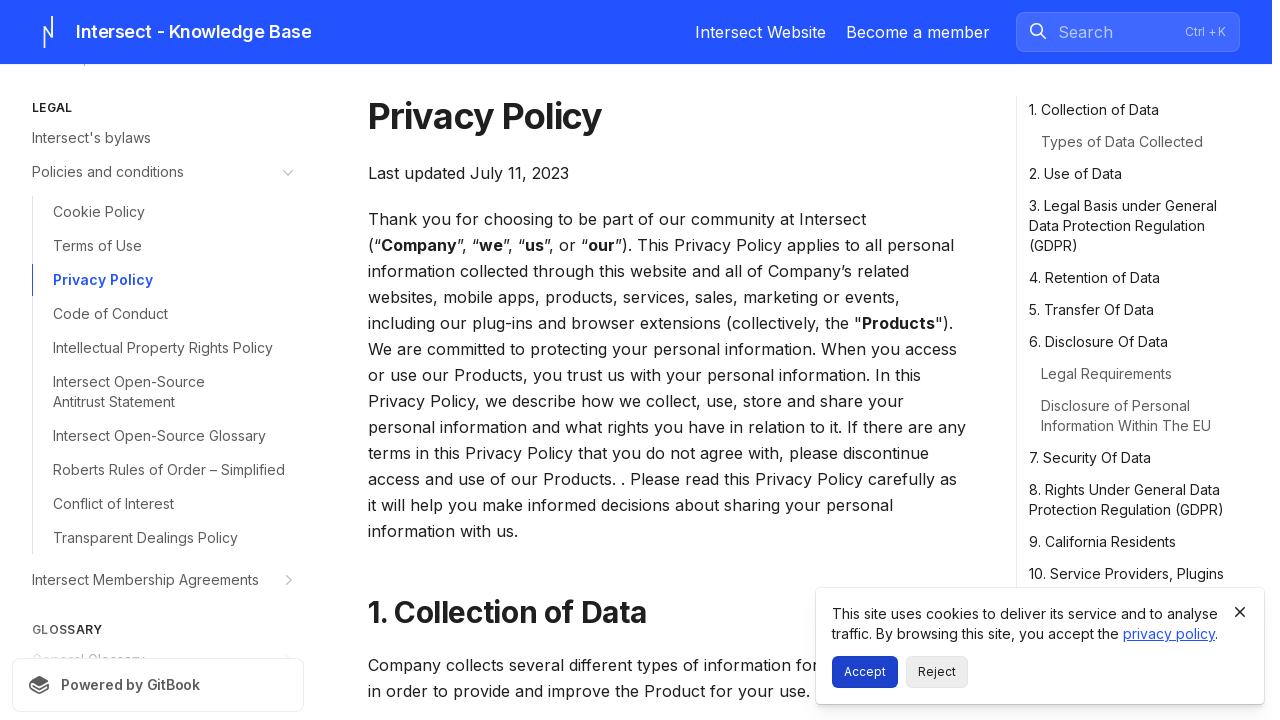 Intersect - Knowledge Base
Intersect Website
Become a member
Search
Ctrl + K
LEGAL
Intersect's bylaws
Policies and conditions
Cookie Policy
Terms of Use
Privacy Policy
Code of Conduct
Intellectual Property Rights Policy
Intersect Open-Source
Antitrust Statement
Intersect Open-Source Glossary
Roberts Rules of Order – Simplified
Conflict of Interest
Transparent Dealings Policy
Intersect Membership Agreements
GLOSSARY
General Glossary
Powered by GitBook
Privacy Policy
Last updated July 11, 2023
Thank you for choosing to be part of our community at Intersect
(“Company”, “we”, “us”, or “our”). This Privacy Policy applies to all personal
information collected through this website and all of Company’s related
websites, mobile apps, products, services, sales, marketing or events,
including our plug-ins and browser extensions (collectively, the "Products").
We are committed to protecting your personal information. When you access
or use our Products, you trust us with your personal information. In this
Privacy Policy, we describe how we collect, use, store and share your
personal information and what rights you have in relation to it. If there are any
terms in this Privacy Policy that you do not agree with, please discontinue
access and use of our Products. . Please read this Privacy Policy carefully as
it will help you make informed decisions about sharing your personal
information with us.
1. Collection of Data
Company collects several different types of information for
in order to provide and improve the Product for your use.
1. Collection of Data
Types of Data Collected
2. Use of Data
3. Legal Basis under General
Data Protection Regulation
(GDPR)
4. Retention of Data
5. Transfer Of Data
6. Disclosure Of Data
Legal Requirements
Disclosure of Personal
Information Within The EU
7. Security Of Data
8. Rights Under General Data
Protection Regulation (GDPR)
9. California Residents
10. Service Providers, Plugins
This site uses cookies to deliver its service and to analyse
traffic. By browsing this site, you accept the privacy policy.
Accept
Reject